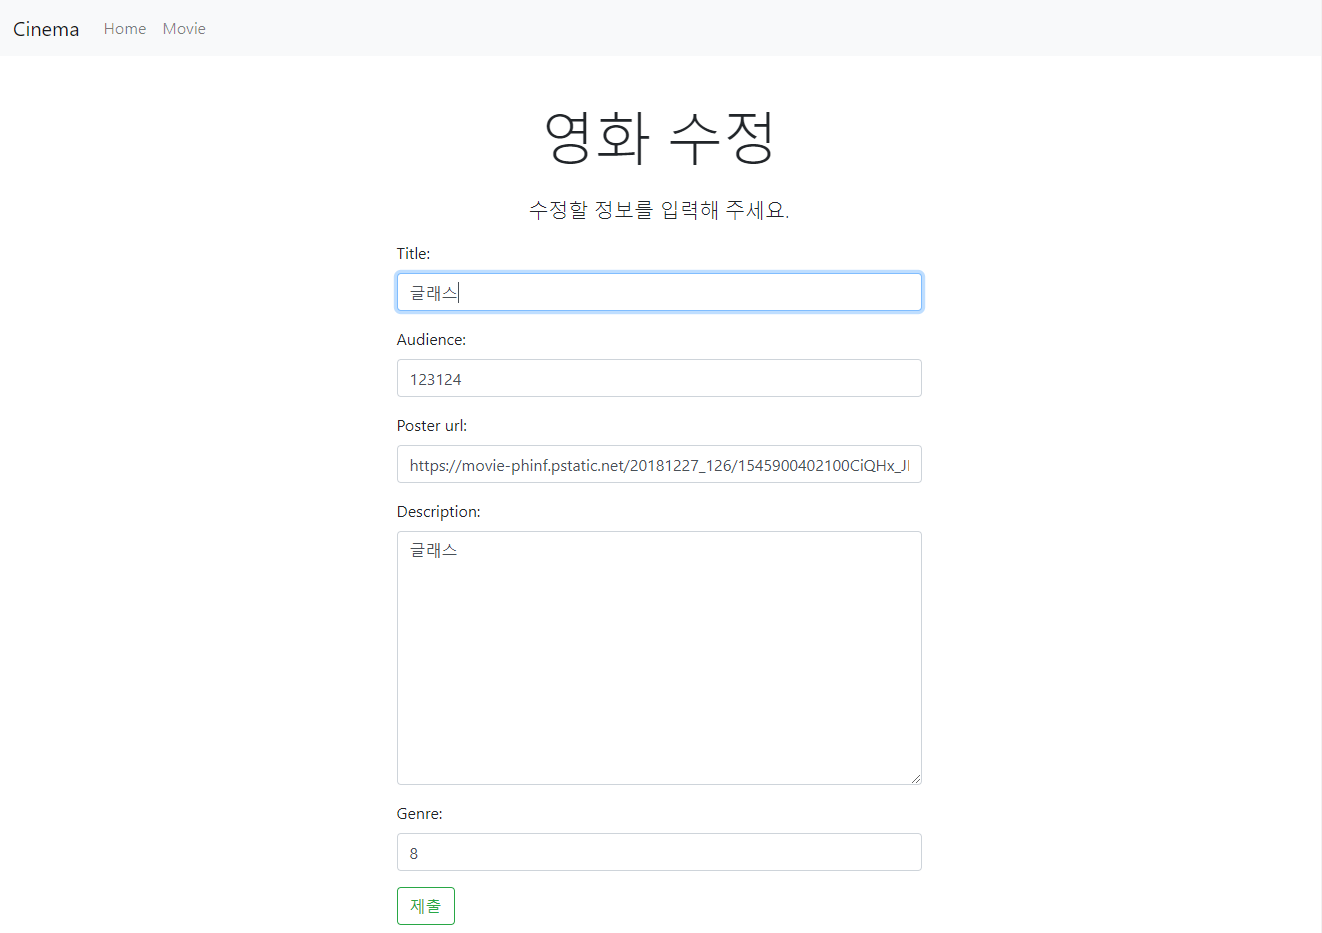 Cinema Home Movie
영화 수정
수정할 정보를 입력해 주세요.
Title:
글래스
Audience:
123124
Poster url:
https://movie-phinf.pstatic.net/20181227_126/1545900402100CiQHx_J
Description:
글래스
Genre:
8
제출